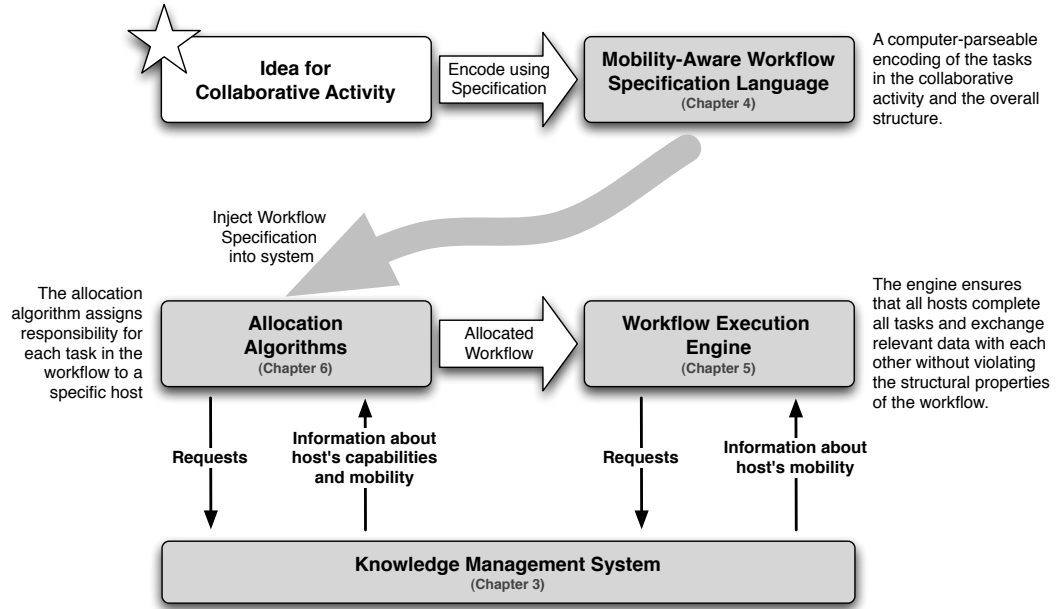 Idea for
Collaborative Activity
Encode using
Specification
Mobility-Aware Workflow
Specification Language
(Chapter 4)
A computer-parseable
encoding of the tasks
in the collaborative
activity and the overall
structure.
Inject Workflow
Specification
into system
The allocation
algorithm assigns
responsibility for
each task in the
workflow to a
specific host
Allocation
Algorithms
(Chapter 6)
Allocated
Workflow
Workflow Execution
Engine
(Chapter 5)
The engine ensures
that all hosts complete
all tasks and exchange
relevant data with each
other without violating
the structural properties
of the workflow.
Requests
Information about
host's capabilities
and mobility
Requests
Information about
host's mobility
Knowledge Management System
(Chapter 3)